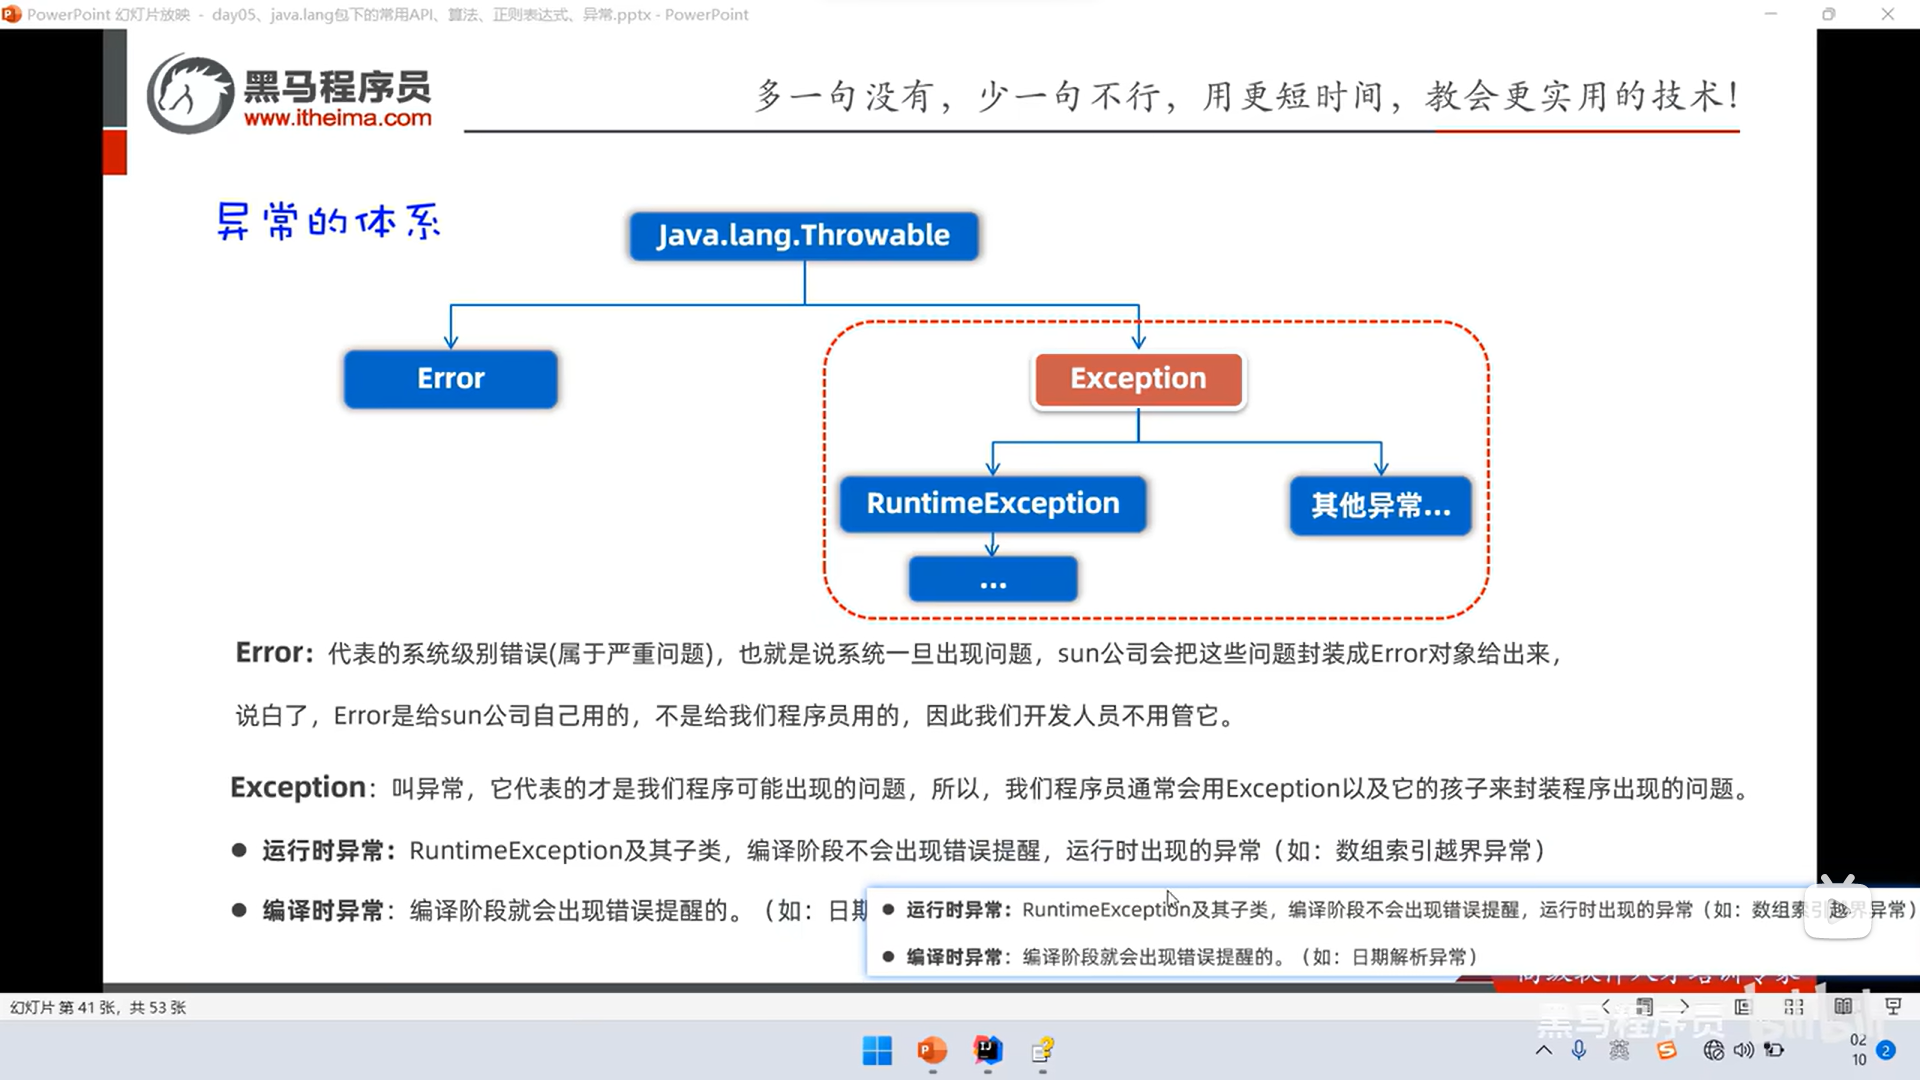 PowerPoint 幻灯片放映 - day05、java.lang包下的常用API、算法、正则表达式、异常.pptx - PowerPoint
黑马程序员
www.itheima.com
多一句没有，少一句不行，用更短时间，教会更实用的技术！
异常的体系
Java.lang.Throwable
Error
Exception
RuntimeException
其他异常...
...
Error：代表的系统级别错误(属于严重问题)，也就是说系统一旦出现问题，sun公司会把这些问题封装成Error对象给出来，
说白了，Error是给sun公司自己用的，不是给我们程序员用的，因此我们开发人员不用管它。
Exception：叫异常，它代表的才是我们程序可能出现的问题，所以，我们程序员通常会用Exception以及它的孩子来封装程序出现的问题。
● 运行时异常：RuntimeException及其子类，编译阶段不会出现错误提醒，运行时出现的异常（如：数组索引越界异常）
● 编译时异常：编译阶段就会出现错误提醒的。（如：日期
● 运行时异常：RuntimeException及其子类，编译阶段不会出现错误提醒，运行时出现的异常（如：数组索引越界异常）
● 编译时异常：编译阶段就会出现错误提醒的。（如：日期解析异常）
幻灯片 第 41 张，共 53 张
黑马程序员
bilibili
英
02
10
2